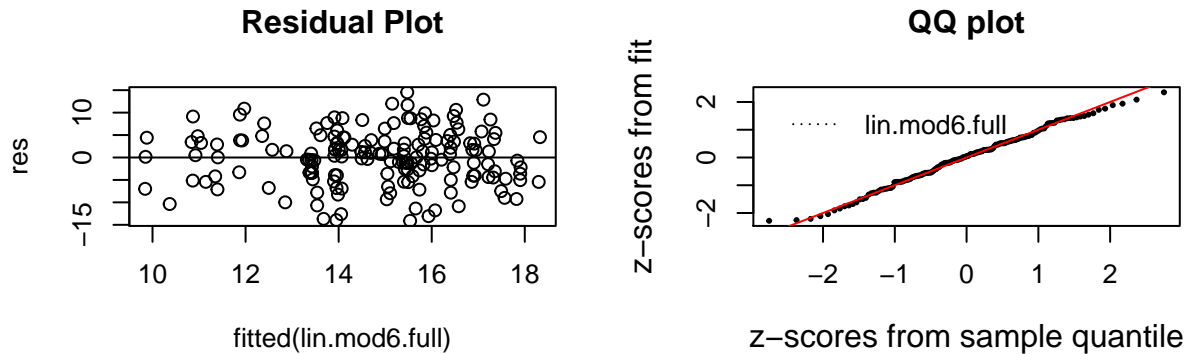 Residual Plot
res
10
0
−15
10
12
14
16
18
fitted(lin.mod6.full)
QQ plot
z−scores from fit
2
0
−2
lin.mod6.full
−2
−1
0
1
2
z−scores from sample quantile